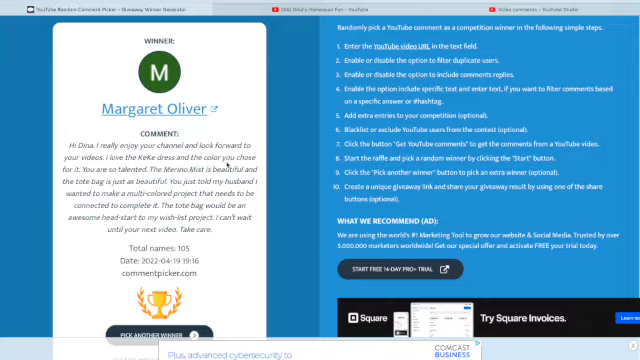 YouTube Random Comment Picker - Giveaway Winner Generator
Homespun Fun - YouTube
Video comments - YouTube Studio
WINNER:
M
Margaret Oliver
COMMENT:
Hi Dina. I really enjoy your channel and look forward to
your videos. I love the KeKe dress and the color you chose
for it. You are so talented. The Merino Mist is beautiful and
the tote bag is just as beautiful. You just told my husband I
wanted to make a multi-colored project that needs to be
connected to complete it. The tote bag would be an
awesome head-start to my wish-list project. I can't wait
until your next video. Take care.
Total names: 105
Date: 2022-04-19 19:16
commentpicker.com
PICK ANOTHER WINNER
Randomly pick a YouTube comment as a competition winner in the following simple steps.
1. Enter the YouTube video URL in the text field.
2. Enable or disable the option to filter duplicate users.
3. Enable or disable the option to include comments replies.
4. Enable the option include specific text and enter text, if you want to filter comments
on a specific answer or #hashtag.
5. Add extra entries to your competition (optional).
6. Blacklist or exclude YouTube users from the contest (optional).
7. Click the button "Get YouTube comments" to get the comments from a YouTube video.
8. Start the raffle and pick a random winner by clicking the "Start" button.
9. Click the "Pick another winner" button to pick an extra winner (optional).
10. Create a unique giveaway link and share your giveaway result by using one of the share
buttons (optional).
WHAT WE RECOMMEND (AD):
We are using the world's #1 Marketing Tool to grow our website & Social Media. Trusted by over
5.000.000 marketers worldwide! Get our special offer and activate FREE your trial today.
START FREE 14-DAY PRO+ TRIAL
Square
Try Square Invoices.
Plus, advanced cybersecurity to
COMCAST
BUSINESS